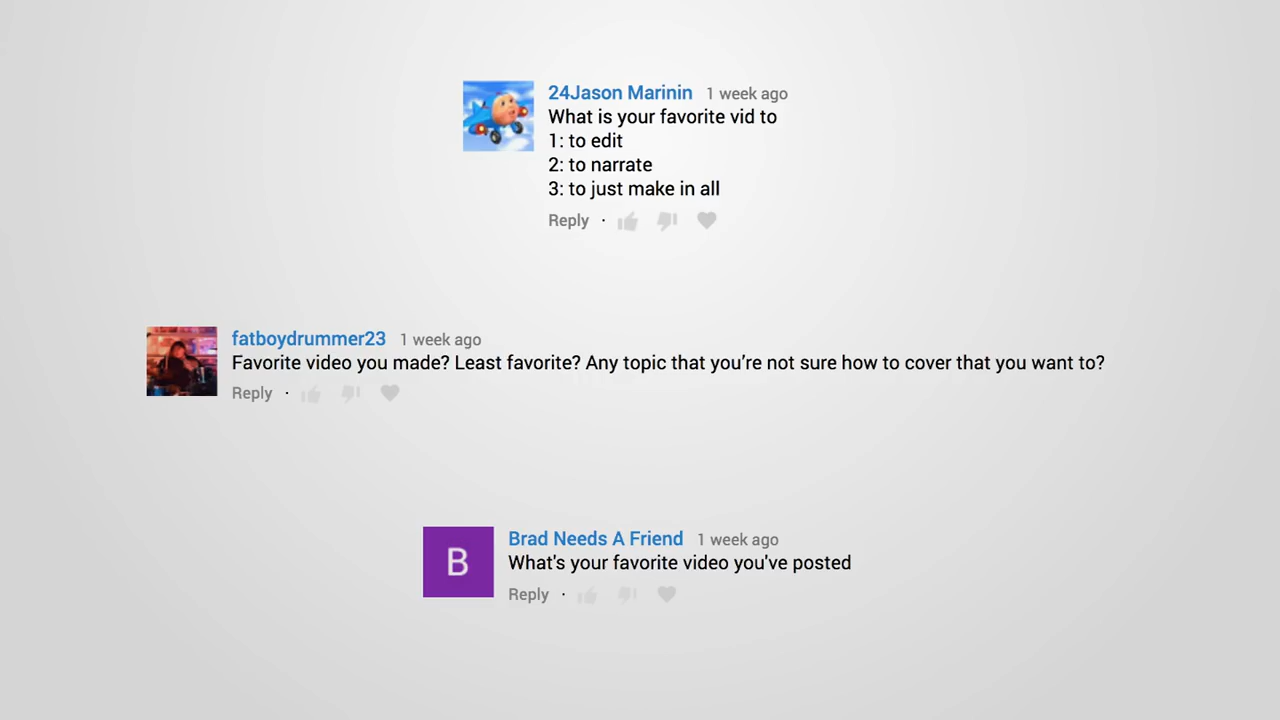 24Jason Marinin 1 week ago
What is your favorite vid to
1: to edit
2: to narrate
3: to just make in all
Reply ·
fatboydrummer23 1 week ago
Favorite video you made? Least favorite? Any topic that you’re not sure how to cover that you want to?
Reply ·
B
Brad Needs A Friend 1 week ago
What's your favorite video you've posted
Reply ·